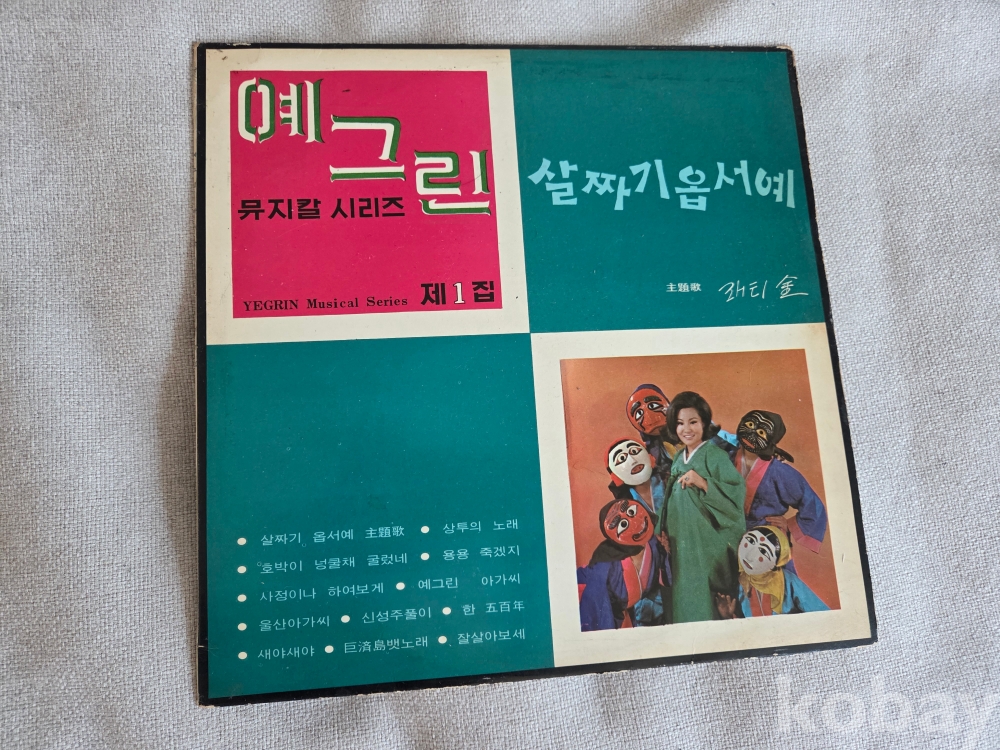 예그린
뮤지칼 시리즈
YEGRIN Musical Series 제1집
살짜기옵서예
主題歌 패티金
• 살짜기 옵서예 主題歌 • 상투의 노래
• 호박이 넝쿨채 굴렀네 • 용용 죽겠지
• 사정이나 하여보게 • 예그린 아가씨
• 울산아가씨 • 신성주풀이 • 한 五百年
• 새야새야 • 巨済島뱃노래 • 잘살아보세
kobay